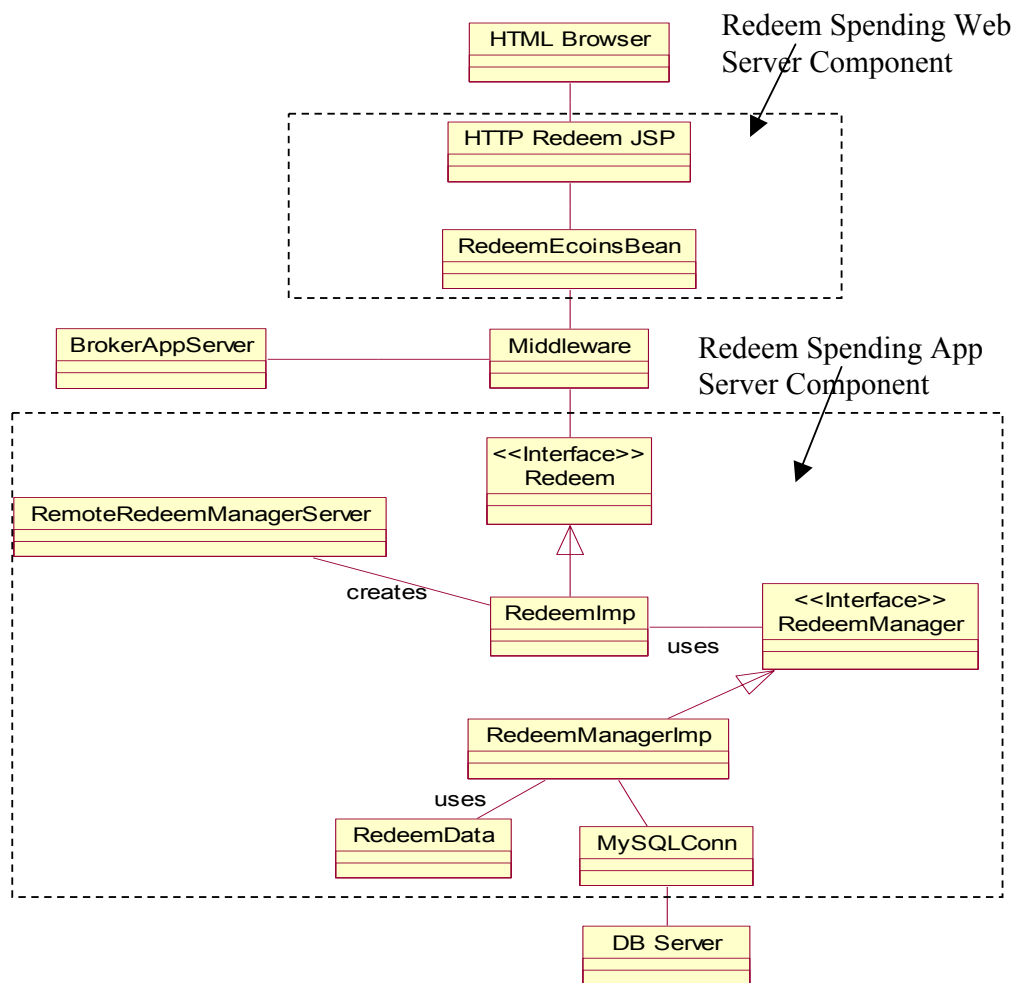 Redeem Spending Web
Server Component
HTML Browser
HTTP Redeem JSP
RedeemEcoinsBean
BrokerAppServer
Middleware
Redeem Spending App
Server Component
<<Interface>>
Redeem
RemoteRedeemManagerServer
creates
RedeemImp
uses
<<Interface>>
RedeemManager
RedeemManagerImp
uses
RedeemData
MySQLConn
DB Server